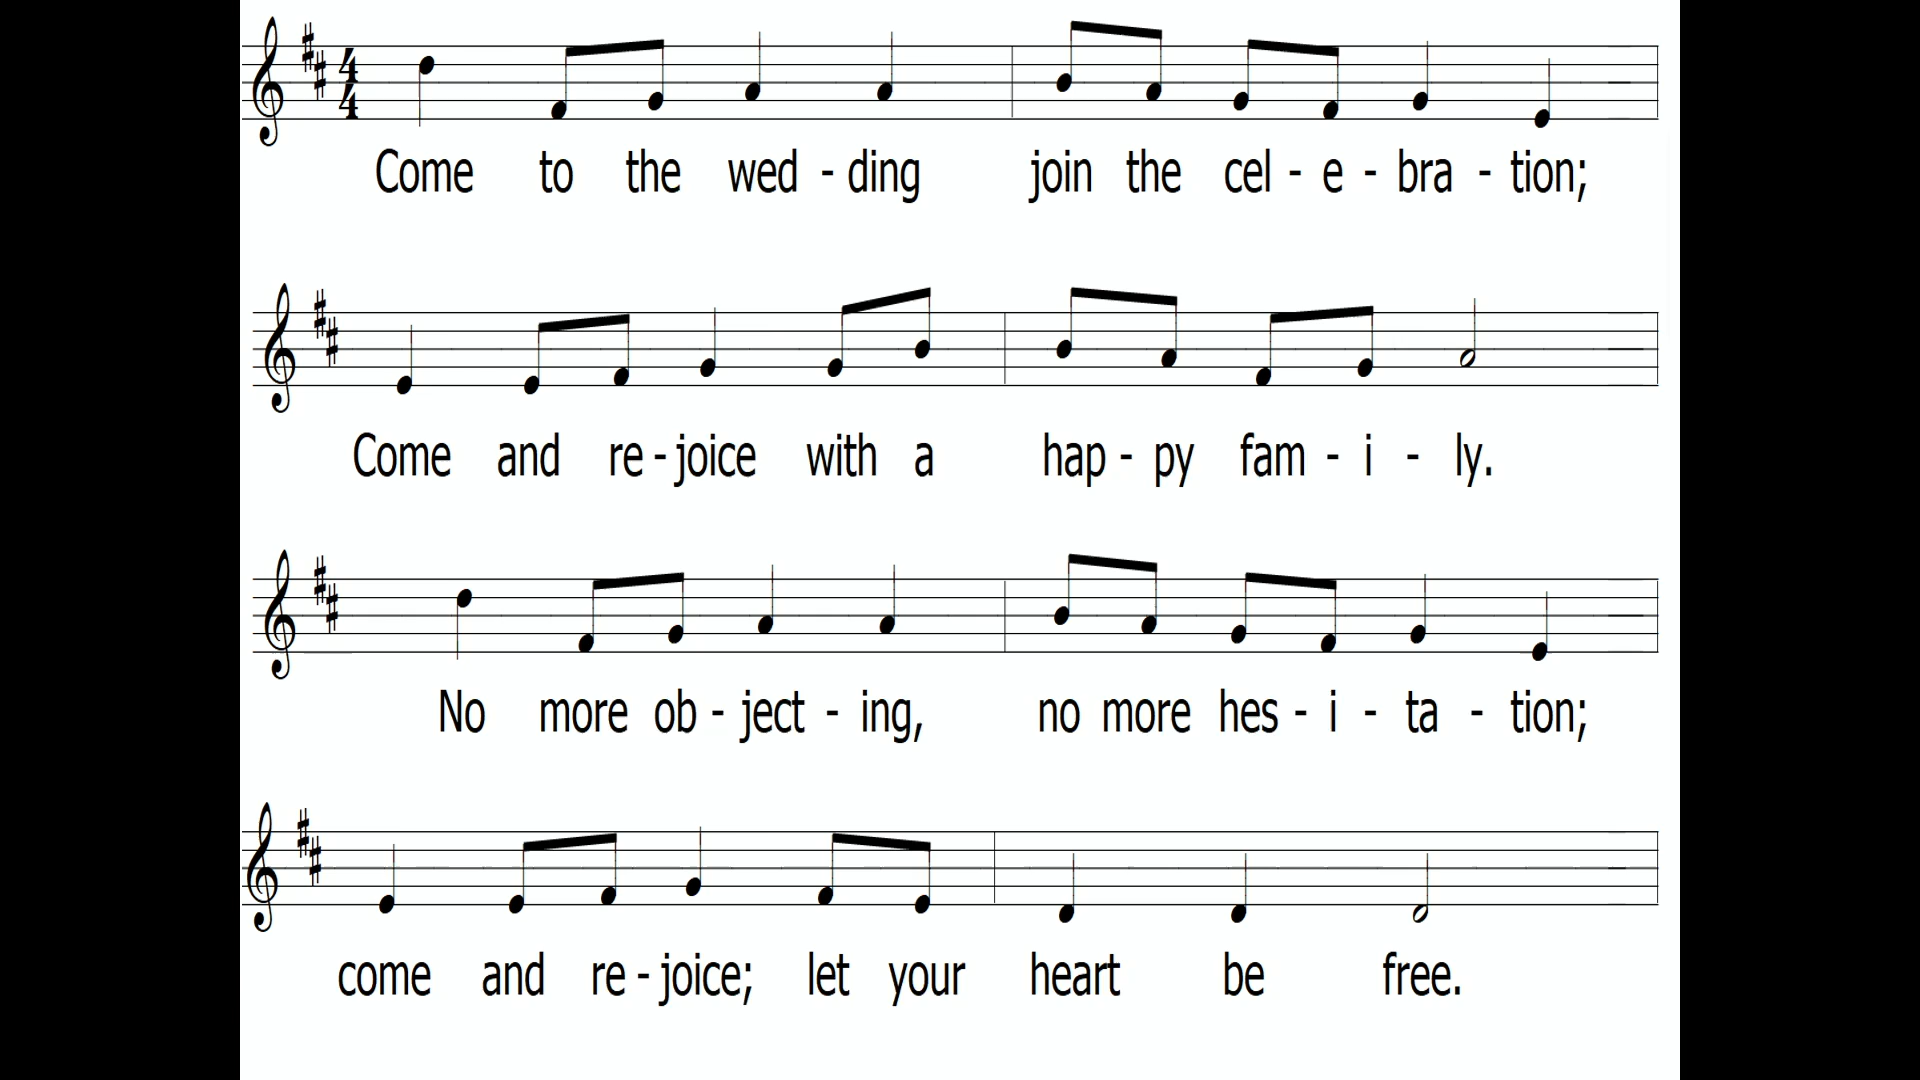 4
4
Come to the wed - ding join the cel - e - bra - tion;
Come and re - joice with a hap - py fam - i - ly.
No more ob - ject - ing, no more hes - i - ta - tion;
come and re - joice; let your heart be free.